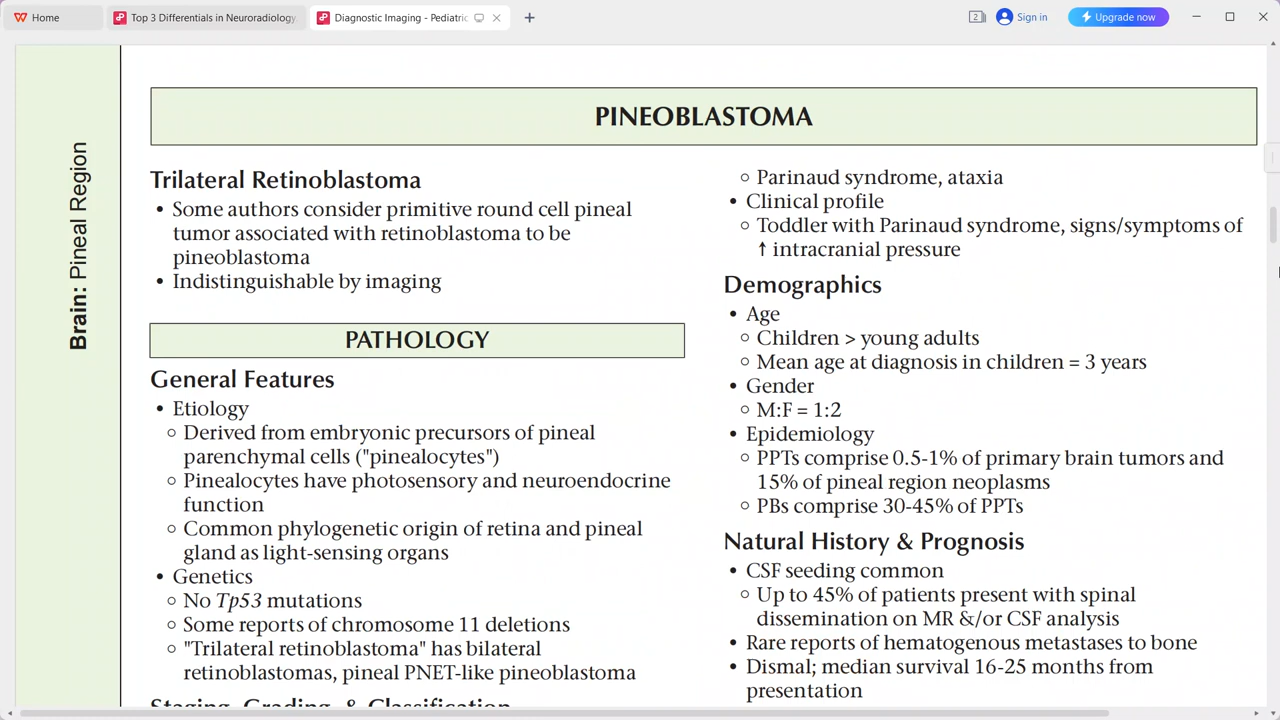 Home
Top 3 Differentials in Neuroradiology.
Diagnostic Imaging - Pediatric
2
Sign in
Upgrade now
Brain: Pineal Region
PINEOBLASTOMA
Trilateral Retinoblastoma
• Some authors consider primitive round cell pineal
tumor associated with retinoblastoma to be
pineoblastoma
• Indistinguishable by imaging
PATHOLOGY
General Features
• Etiology
○ Derived from embryonic precursors of pineal
parenchymal cells ("pinealocytes")
○ Pinealocytes have photosensory and neuroendocrine
function
○ Common phylogenetic origin of retina and pineal
gland as light-sensing organs
• Genetics
○ No Tp53 mutations
○ Some reports of chromosome 11 deletions
○ "Trilateral retinoblastoma" has bilateral
retinoblastomas, pineal PNET-like pineoblastoma
Staging, Grading, & Classification
○ Parinaud syndrome, ataxia
• Clinical profile
○ Toddler with Parinaud syndrome, signs/symptoms of
↑ intracranial pressure
Demographics
• Age
○ Children > young adults
○ Mean age at diagnosis in children = 3 years
• Gender
○ M:F = 1:2
• Epidemiology
○ PPTs comprise 0.5-1% of primary brain tumors and
15% of pineal region neoplasms
○ PBs comprise 30-45% of PPTs
Natural History & Prognosis
• CSF seeding common
○ Up to 45% of patients present with spinal
dissemination on MR &/or CSF analysis
• Rare reports of hematogenous metastases to bone
• Dismal; median survival 16-25 months from
presentation